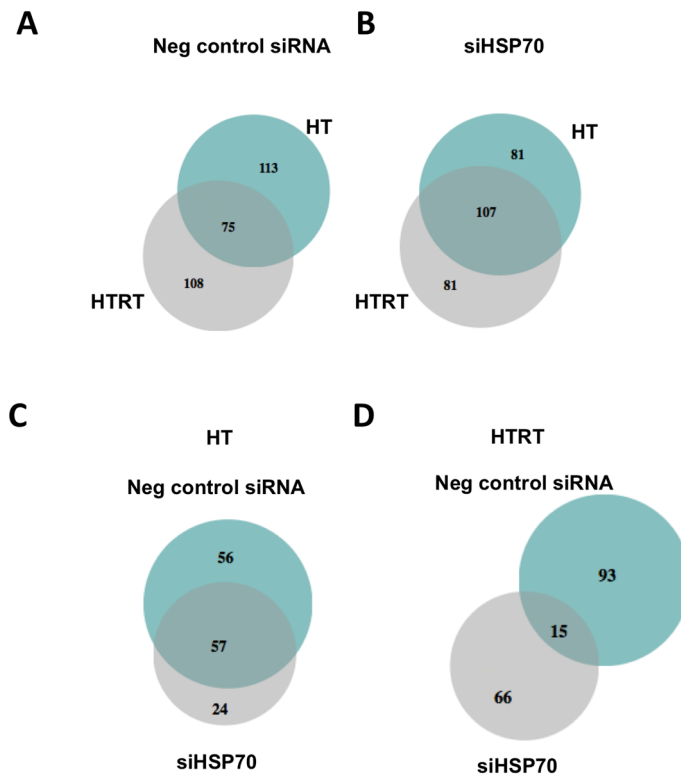 A
Neg control siRNA
HT
113
75
108
HTRT
B
siHSP70
HT
81
107
81
HTRT
C
HT
Neg control siRNA
56
57
24
siHSP70
D
HTRT
Neg control siRNA
93
15
66
siHSP70